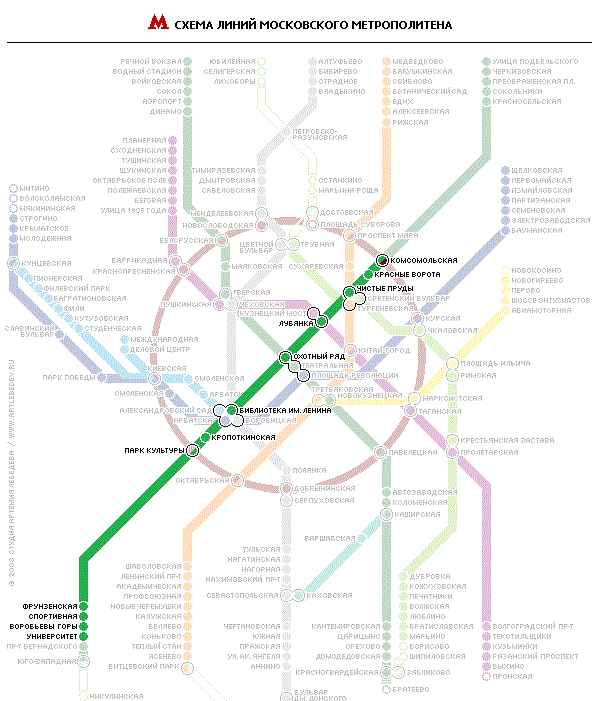 СХЕМА ЛИНИЙ МОСКОВСКОГО МЕТРОПОЛИТЕНА
РЕЧНОЙ ВОКЗАЛ
ВОДНЫЙ СТАДИОН
ВОЙКОВСКАЯ
СОКОЛ
АЭРОПОРТ
ДИНАМО
ЮБИЛЕЙНАЯ
СЕЛИГЕРСКАЯ
ЛИХОБОРЫ
АЛТУФЬЕВО
БИБИРЕВО
ОТРАДНОЕ
ВЛАДЫКИНО
МЕДВЕДКОВО
БАБУШКИНСКАЯ
СВИБЛОВО
БОТАНИЧЕСКИЙ САД
ВДНХ
АЛЕКСЕЕВСКАЯ
РИЖСКАЯ
УЛИЦА ПОДБЕЛЬСКОГО
ЧЕРКИЗОВСКАЯ
ПРЕОБРАЖЕНСКАЯ ПЛ.
СОКОЛЬНИКИ
КРАСНОСЕЛЬСКАЯ
ПЕТРОВСКО-
РАЗУМОВСКАЯ
ПЛАНЕРНАЯ
СХОДНЕНСКАЯ
ТУШИНСКАЯ
ЩУКИНСКАЯ
ОКТЯБРЬСКОЕ ПОЛЕ
ПОЛЕЖАЕВСКАЯ
БЕГОВАЯ
УЛИЦА 1905 ГОДА
ТИМИРЯЗЕВСКАЯ
ДМИТРОВСКАЯ
САВЕЛОВСКАЯ
ОСТАНКИНО
МАРЬИНА РОЩА
ЩЕЛКОВСКАЯ
ПЕРВОМАЙСКАЯ
ИЗМАЙЛОВСКАЯ
ПАРТИЗАНСКАЯ
СЕМЕНОВСКАЯ
ЭЛЕКТРОЗАВОДСКАЯ
БАУМАНСКАЯ
МИТИНО
ВОЛОКОЛАМСКАЯ
МЯКИНИНСКАЯ
СТРОГИНО
КРЫЛАТСКОЕ
МОЛОДЕЖНАЯ
МЕНДЕЛЕЕВСКАЯ
НОВОСЛОБОДСКАЯ
ДОСТОЕВСКАЯ
ПЛОЩАДЬ СУВОРОВА
ПРОСПЕКТ МИРА
БЕЛОРУССКАЯ
ЦВЕТНОЙ
БУЛЬВАР
ТРУБНАЯ
КУНЦЕВСКАЯ
ПИОНЕРСКАЯ
ФИЛЕВСКИЙ ПАРК
БАГРАТИОНОВСКАЯ
ФИЛИ
КУТУЗОВСКАЯ
СТУДЕНЧЕСКАЯ
БАРРИКАДНАЯ
КРАСНОПРЕСНЕНСКАЯ
МАЯКОВСКАЯ
СУХАРЕВСКАЯ
КОМСОМОЛЬСКАЯ
КРАСНЫЕ ВОРОТА
ЧИСТЫЕ ПРУДЫ
СРЕТЕНСКИЙ БУЛЬВАР
ТУРГЕНЕВСКАЯ
НОВОКОСИНО
НОВОГИРЕЕВО
ПЕРОВО
ШОССЕ ЭНТУЗИАСТОВ
АВИАМОТОРНАЯ
ТВЕРСКАЯ
ПУШКИНСКАЯ
ЧЕХОВСКАЯ
КУЗНЕЦКИЙ МОСТ
ЛУБЯНКА
КУРСКАЯ
ЧКАЛОВСКАЯ
СЛАВЯНСКИЙ
БУЛЬВАР
МЕЖДУНАРОДНАЯ
ДЕЛОВОЙ ЦЕНТР
ОХОТНЫЙ РЯД
ТЕАТРАЛЬНАЯ
ПЛОЩАДЬ РЕВОЛЮЦИИ
КИТАЙ-ГОРОД
ПЛОЩАДЬ ИЛЬИЧА
РИМСКАЯ
ПАРК ПОБЕДЫ
КИЕВСКАЯ
СМОЛЕНСКАЯ
СМОЛЕНСКАЯ
АРБАТСКАЯ
ТРЕТЬЯКОВСКАЯ
НОВОКУЗНЕЦКАЯ
МАРКСИСТСКАЯ
ТАГАНСКАЯ
АЛЕКСАНДРОВСКИЙ САД
БИБЛИОТЕКА ИМ. ЛЕНИНА
АРБАТСКАЯ
БОРОВИЦКАЯ
КРОПОТКИНСКАЯ
ПАРК КУЛЬТУРЫ
КРЕСТЬЯНСКАЯ ЗАСТАВА
ПРОЛЕТАРСКАЯ
ПАВЕЛЕЦКАЯ
ПОЛЯНКА
ОКТЯБРЬСКАЯ
ДОБРЫНИНСКАЯ
СЕРПУХОВСКАЯ
АВТОЗАВОДСКАЯ
КОЛОМЕНСКАЯ
КАШИРСКАЯ
ВАРШАВСКАЯ
ТУЛЬСКАЯ
НАГАТИНСКАЯ
НАГОРНАЯ
НАХИМОВСКИЙ ПР-Т
СЕВАСТОПОЛЬСКАЯ
КАХОВСКАЯ
ШАБОЛОВСКАЯ
ЛЕНИНСКИЙ ПР-Т
АКАДЕМИЧЕСКАЯ
ПРОФСОЮЗНАЯ
НОВЫЕ ЧЕРЕМУШКИ
КАЛУЖСКАЯ
БЕЛЯЕВО
КОНЬКОВО
ТЕПЛЫЙ СТАН
ЯСЕНЕВО
БИТЦЕВСКИЙ ПАРК
ФРУНЗЕНСКАЯ
СПОРТИВНАЯ
ВОРОБЬЕВЫ ГОРЫ
УНИВЕРСИТЕТ
ПР-Т ВЕРНАДСКОГО
ЮГО-ЗАПАДНАЯ
НИКУЛИНСКАЯ
ЧЕРТАНОВСКАЯ
ЮЖНАЯ
ПРАЖСКАЯ
УЛ. АК. ЯНГЕЛЯ
АННИНО
БУЛЬВАР
ДМ. ДОНСКОГО
КАНТЕМИРОВСКАЯ
ЦАРИЦЫНО
ОРЕХОВО
ДОМОДЕДОВСКАЯ
КРАСНОГВАРДЕЙСКАЯ
ДУБРОВКА
КОЖУХОВСКАЯ
ПЕЧАТНИКИ
ВОЛЖСКАЯ
ЛЮБЛИНО
БРАТИСЛАВСКАЯ
МАРЬИНО
БОРИСОВО
ШИПИЛОВСКАЯ
ЗЯБЛИКОВО
БРАТЕЕВО
ВОЛГОГРАДСКИЙ ПР-Т
ТЕКСТИЛЬЩИКИ
КУЗЬМИНКИ
РЯЗАНСКИЙ ПРОСПЕКТ
ВЫХИНО
ПРОНСКАЯ
© 2005 СТУДИЯ АРТЕМИЯ ЛЕБЕДЕВА / WWW.ARTLEBEDEV.RU